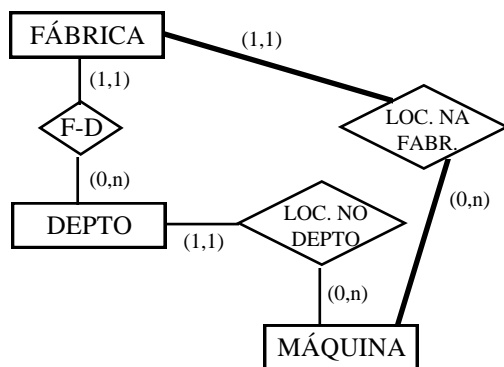 FÁBRICA
(1,1)
(1,1)
F-D
LOC. NA
FABR.
(0,n)
(0,n)
DEPTO
(1,1)
LOC. NO
DEPTO
(0,n)
MÁQUINA